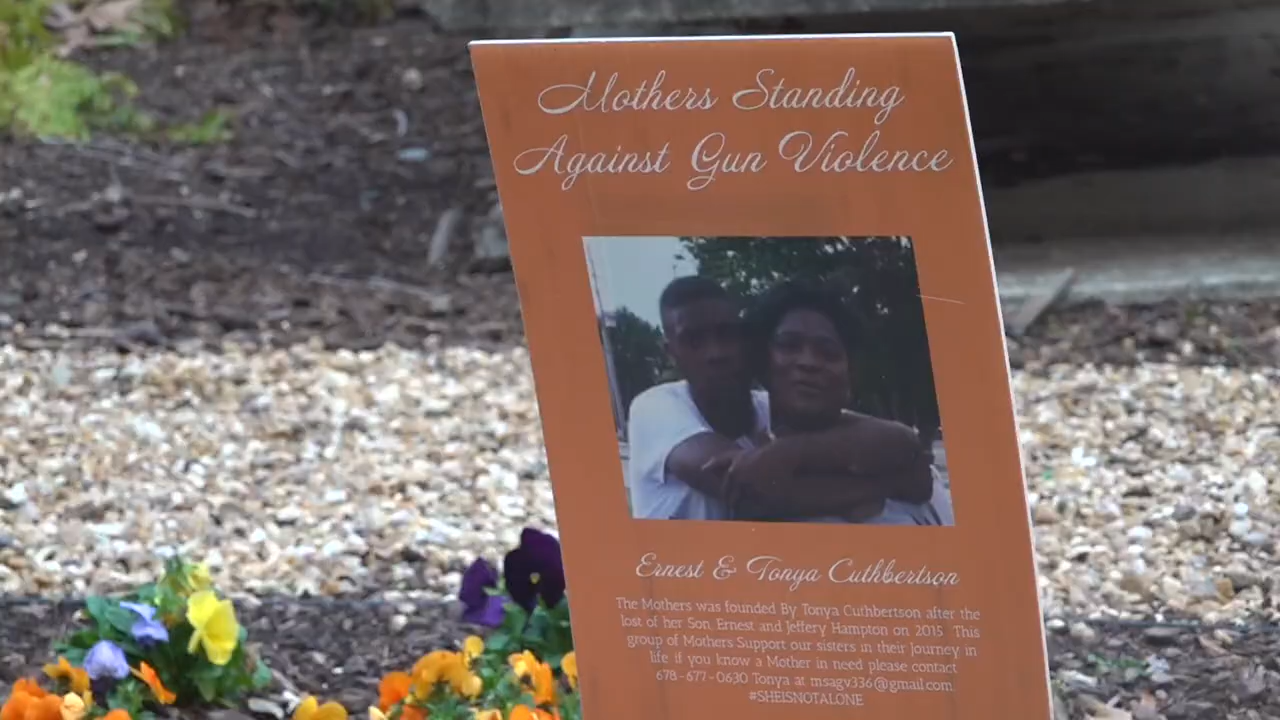 Mothers Standing
Against Gun Violence
Ernest & Tonya Cuthbertson
The Mothers was founded By Tonya Cuthbertson after the
lost of her Son, Ernest and Jeffery Hampton on 2015. This
group of Mothers Support our sisters in their Journey in
life if you know a Mother in need please contact
678-677-0630 Tonya at msagv336@gmail.com.
#SHEISNOTALONE